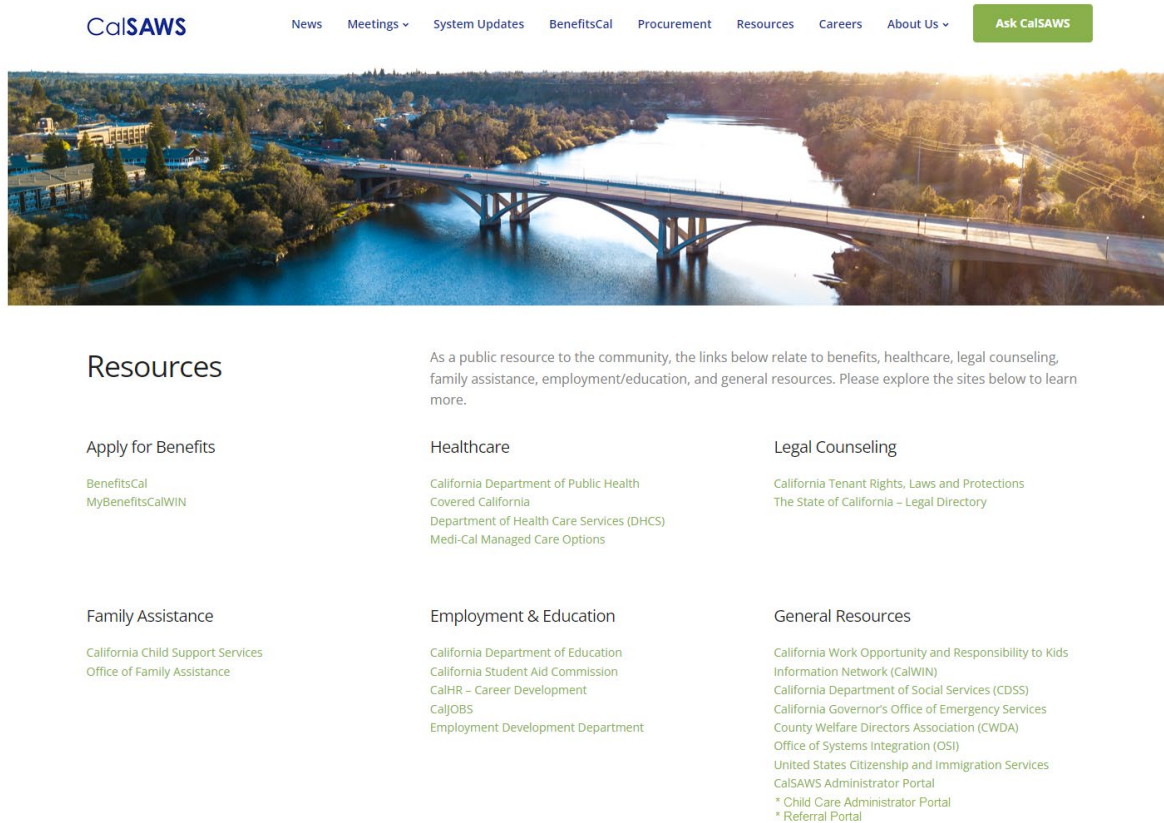 CalSAWS
News Meetings System Updates BenefitsCal Procurement Resources Careers About Us Ask CalSAWS
Resources
As a public resource to the community, the links below relate to benefits, healthcare, legal counseling,
family assistance, employment/education, and general resources. Please explore the sites below to learn
more.
Apply for Benefits
BenefitsCal
MyBenefitsCalWIN
Healthcare
California Department of Public Health
Covered California
Department of Health Care Services (DHCS)
Medi-Cal Managed Care Options
Legal Counseling
California Tenant Rights, Laws and Protections
The State of California – Legal Directory
Family Assistance
California Child Support Services
Office of Family Assistance
Employment & Education
California Department of Education
California Student Aid Commission
CalHR – Career Development
CalJOBS
Employment Development Department
General Resources
California Work Opportunity and Responsibility to Kids
Information Network (CalWIN)
California Department of Social Services (CDSS)
California Governor's Office of Emergency Services
County Welfare Directors Association (CWDA)
Office of Systems Integration (OSI)
United States Citizenship and Immigration Services
CalSAWS Administrator Portal
* Child Care Administrator Portal
* Referral Portal